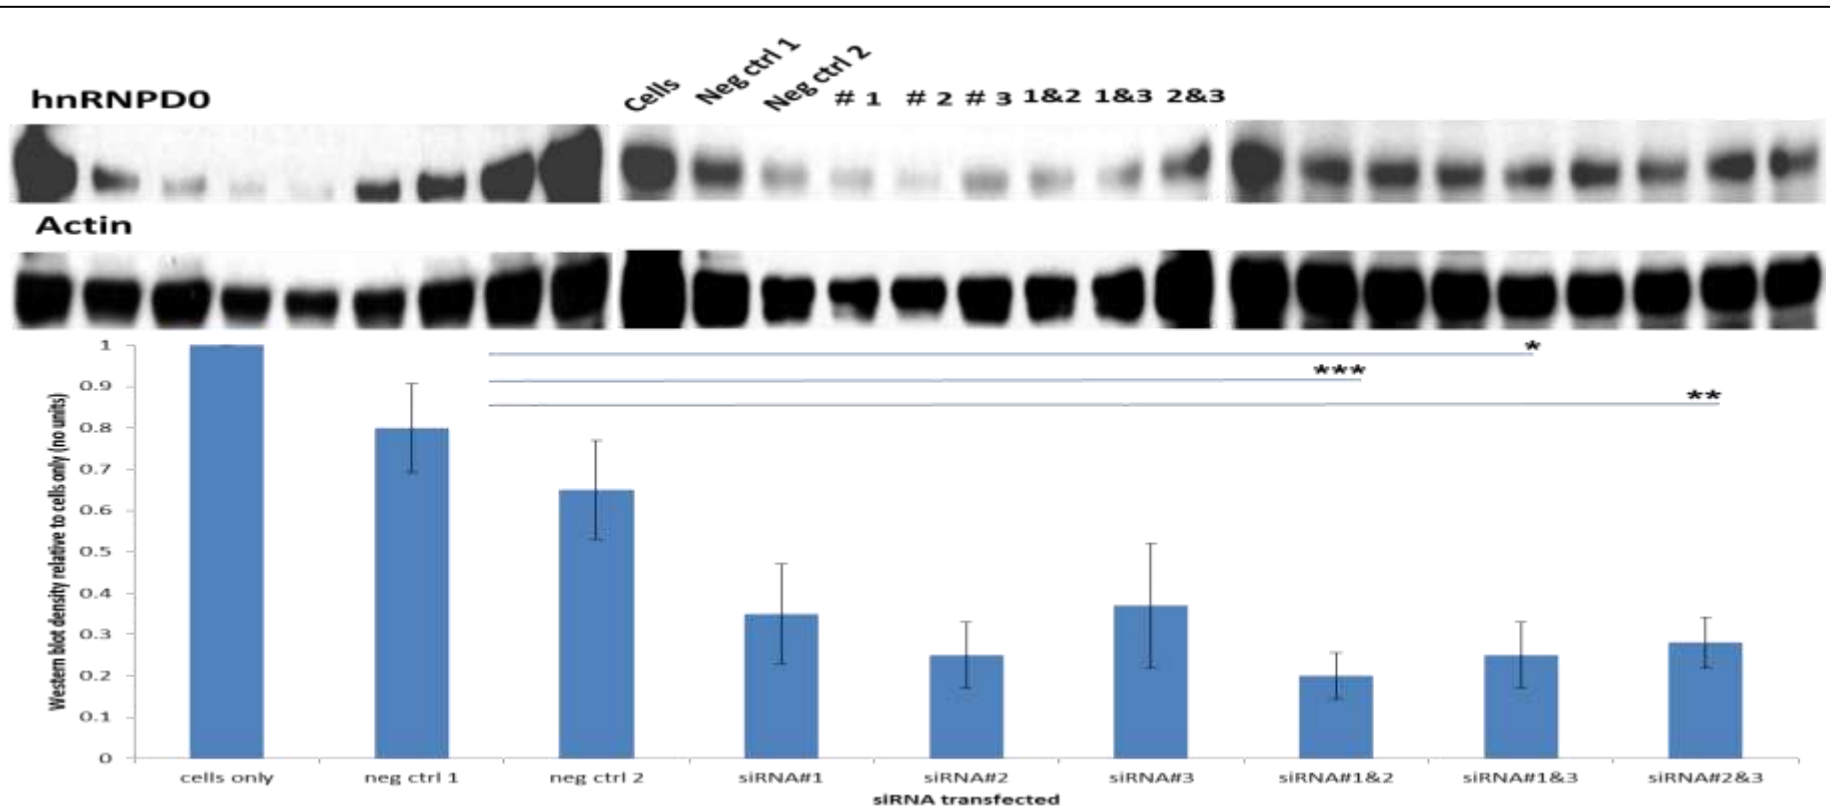 Cells Neg ctrl 1 Neg ctrl 2 # 1 # 2 # 3 1&2 1&3 2&3
hnRNPD0
Actin
1
0.9
0.8
0.7
0.6
0.5
0.4
0.3
0.2
0.1
0
Western blot density relative to cells only (no units)
*
***
**
cells only neg ctrl 1 neg ctrl 2 siRNA#1 siRNA#2 siRNA#3 siRNA#1&2 siRNA#1&3 siRNA#2&3
siRNA transfected